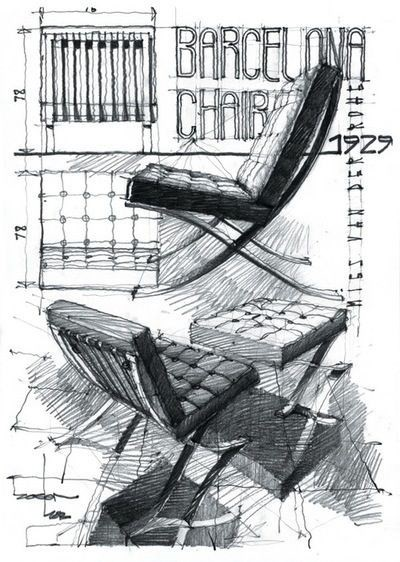 BARCELONA
CHAIR
1929
MIES VAN DER ROHE
78
78